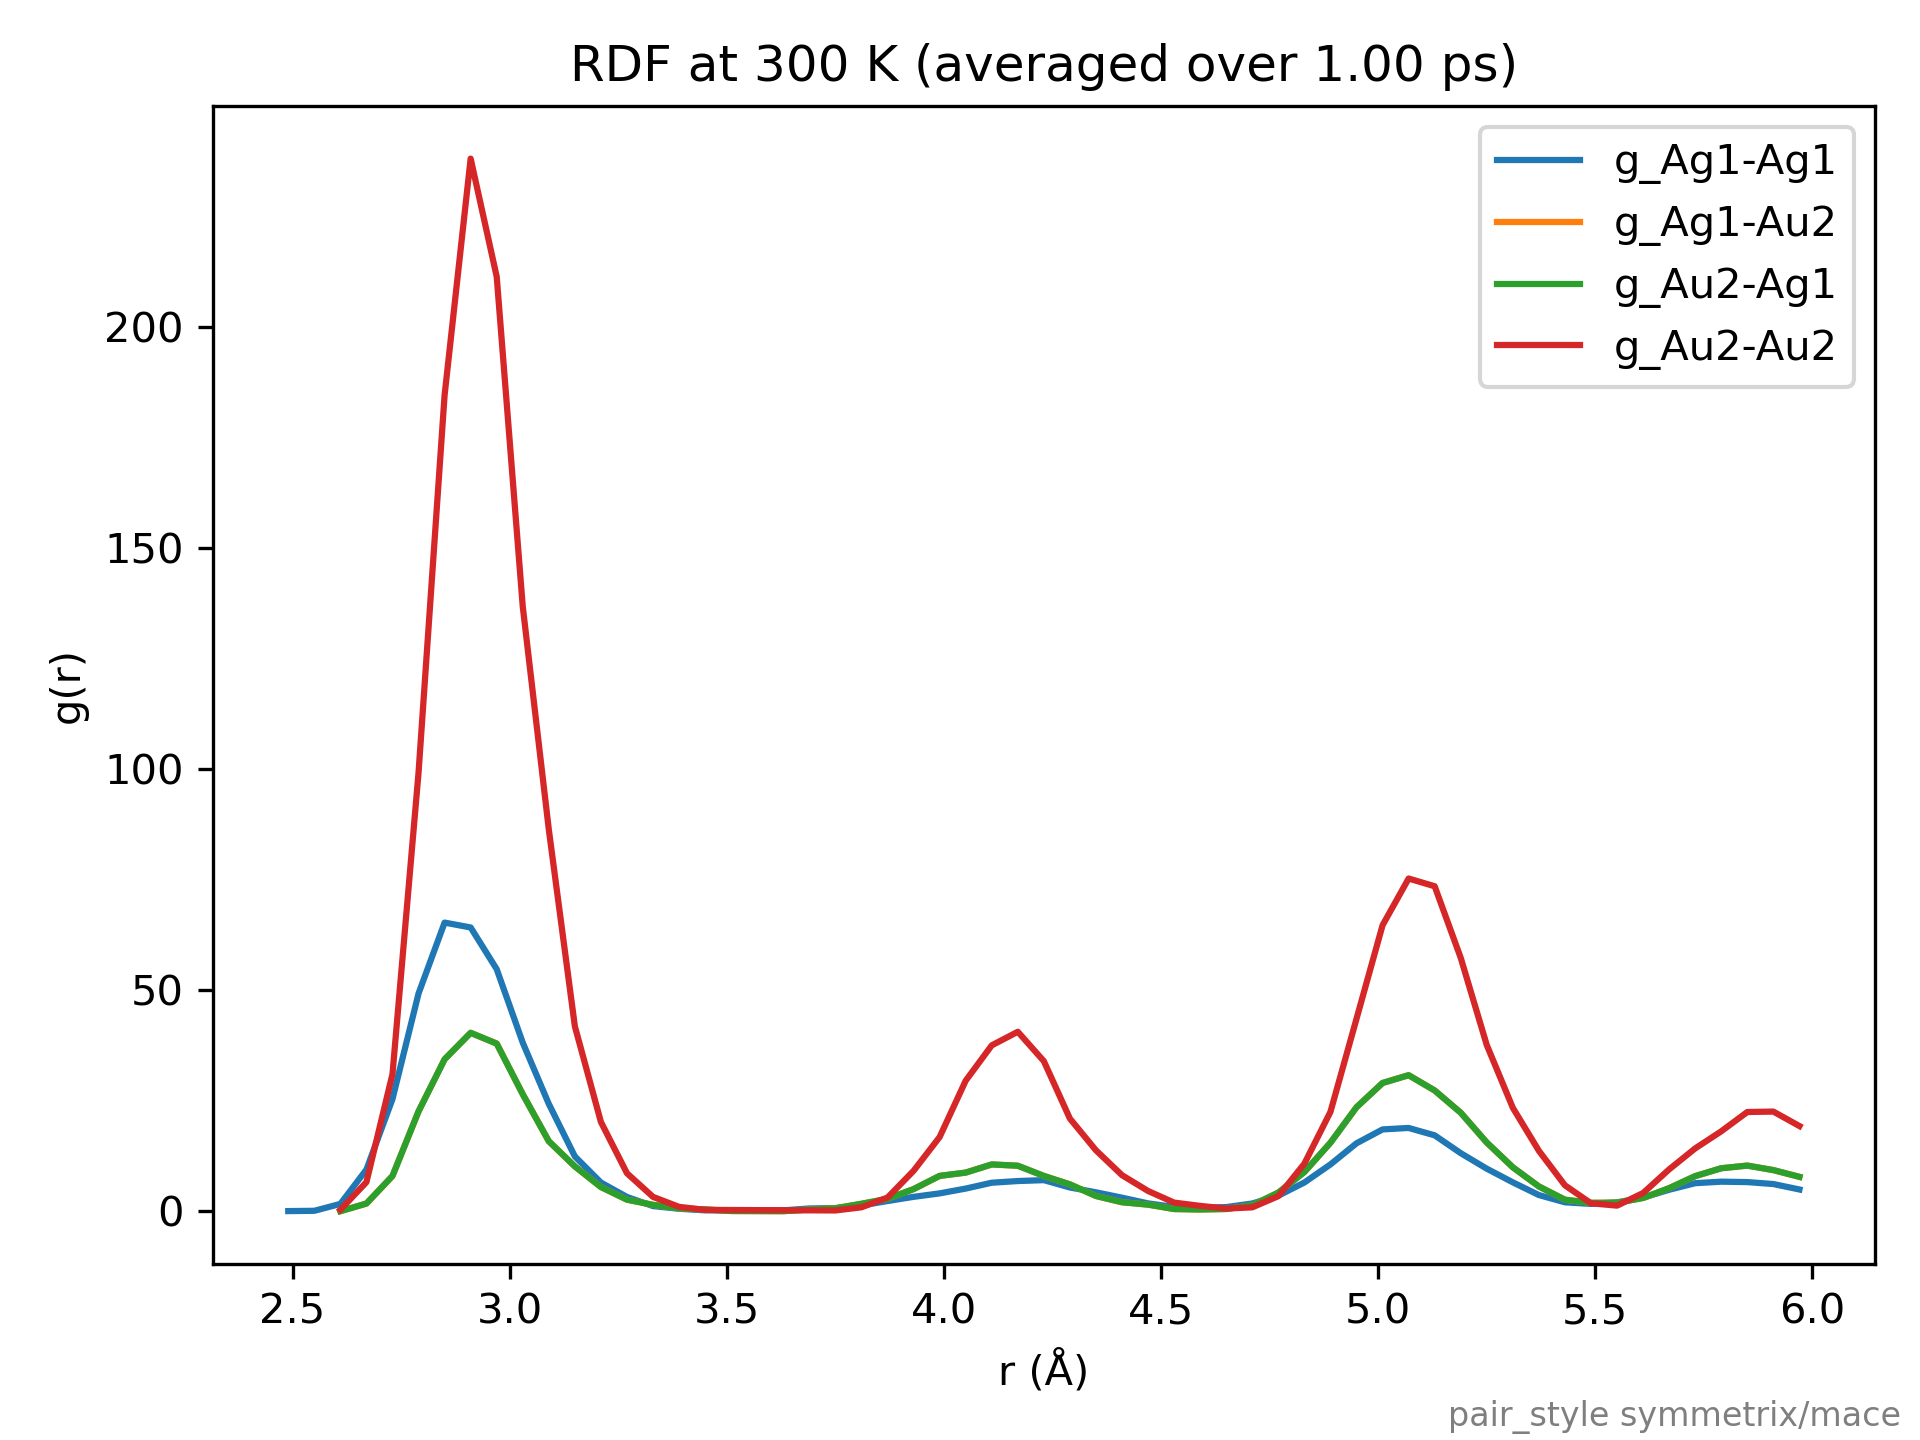 RDF at 300 K (averaged over 1.00 ps)
g_Ag1-Ag1
g_Ag1-Au2
g_Au2-Ag1
g_Au2-Au2
g(r)
200
150
100
50
0
2.5 3.0 3.5 4.0 4.5 5.0 5.5 6.0
r (Å)
pair_style symmetrix/mace